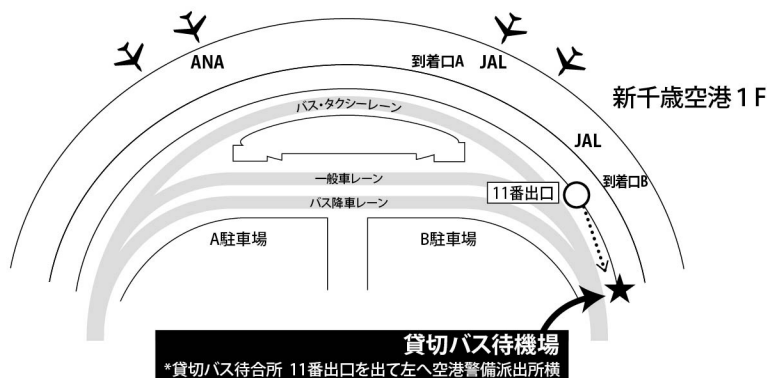 ANA
到着口A
JAL
新千歳空港1F
バス・タクシーレーン
JAL
到着口B
一般車レーン
11番出口
バス降車レーン
A駐車場
B駐車場
貸切バス待機場
*貸切バス待合所 11番出口を出て左へ空港警備派出所横